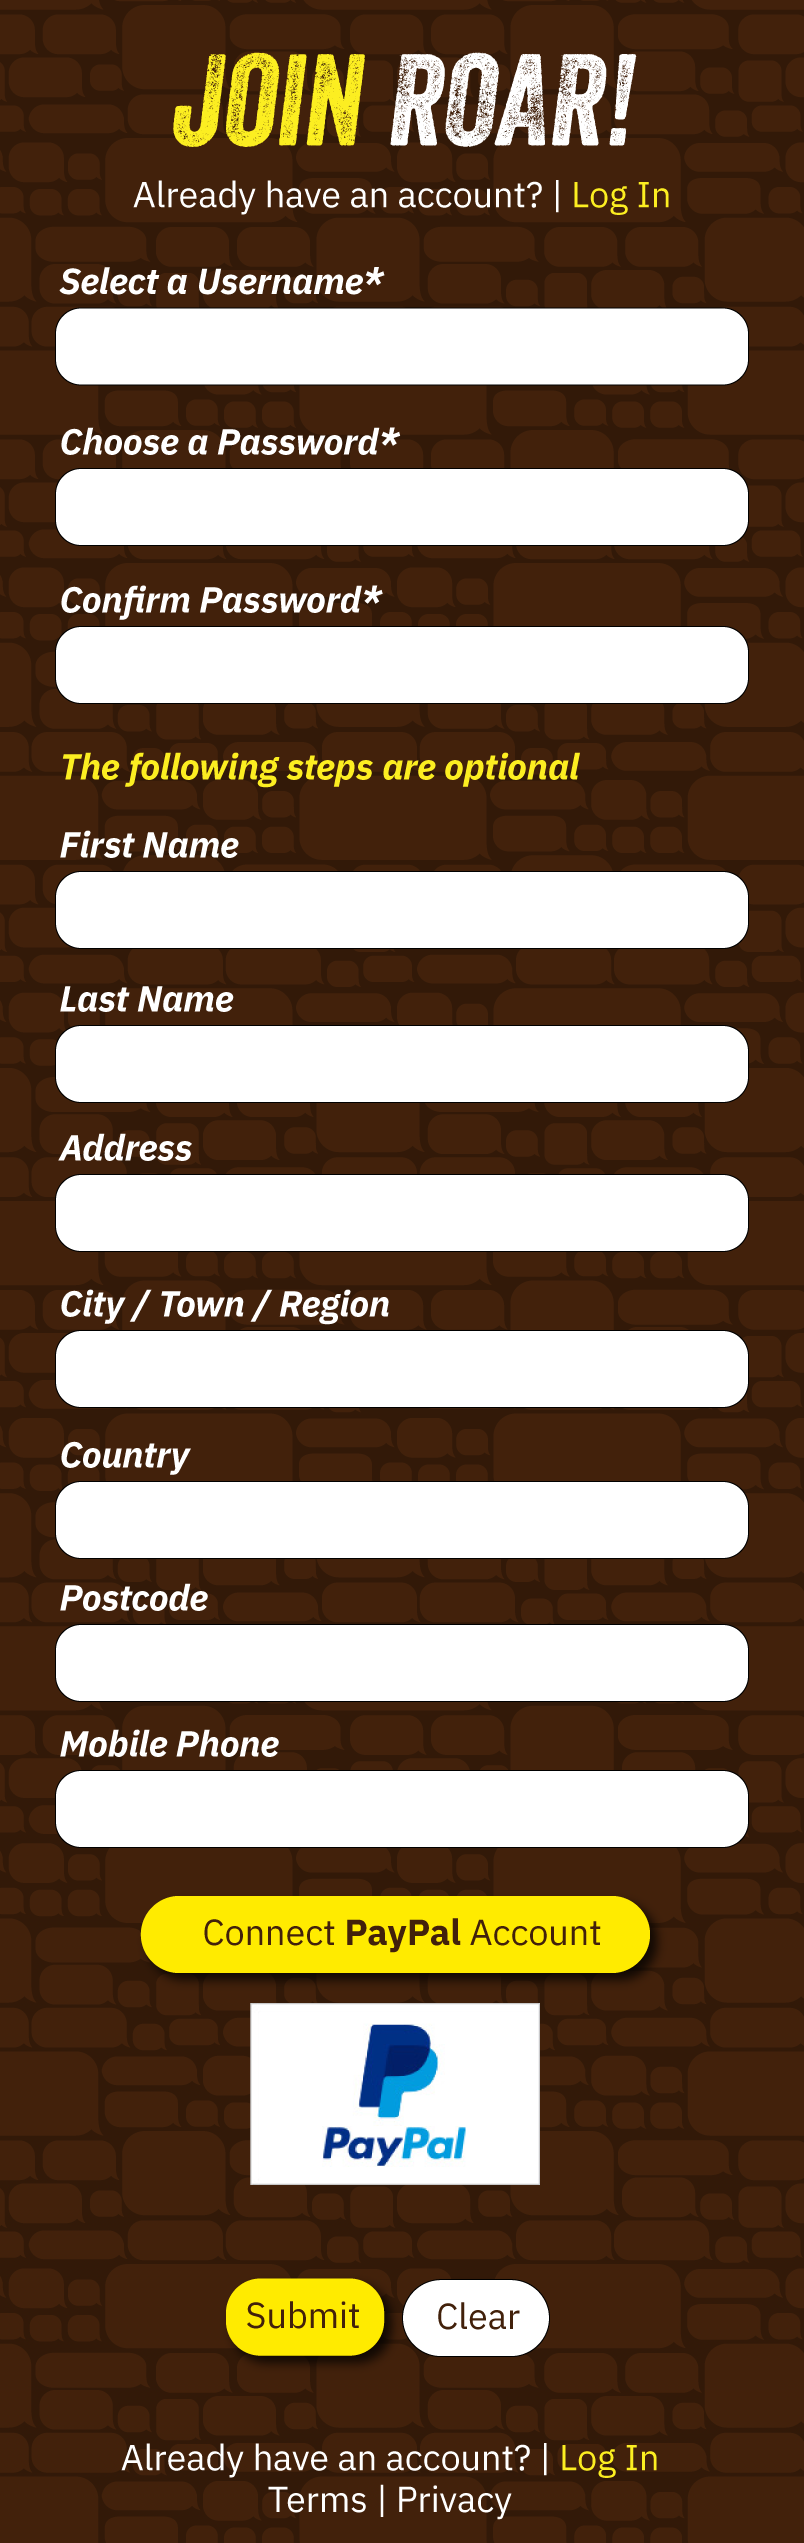 JOIN ROAR!
Already have an account? | Log In
Select a Username*
Choose a Password*
Confirm Password*
The following steps are optional
First Name
Last Name
Address
City / Town / Region
Country
Postcode
Mobile Phone
Connect PayPal Account
PayPal
Submit Clear
Already have an account? | Log In
Terms | Privacy